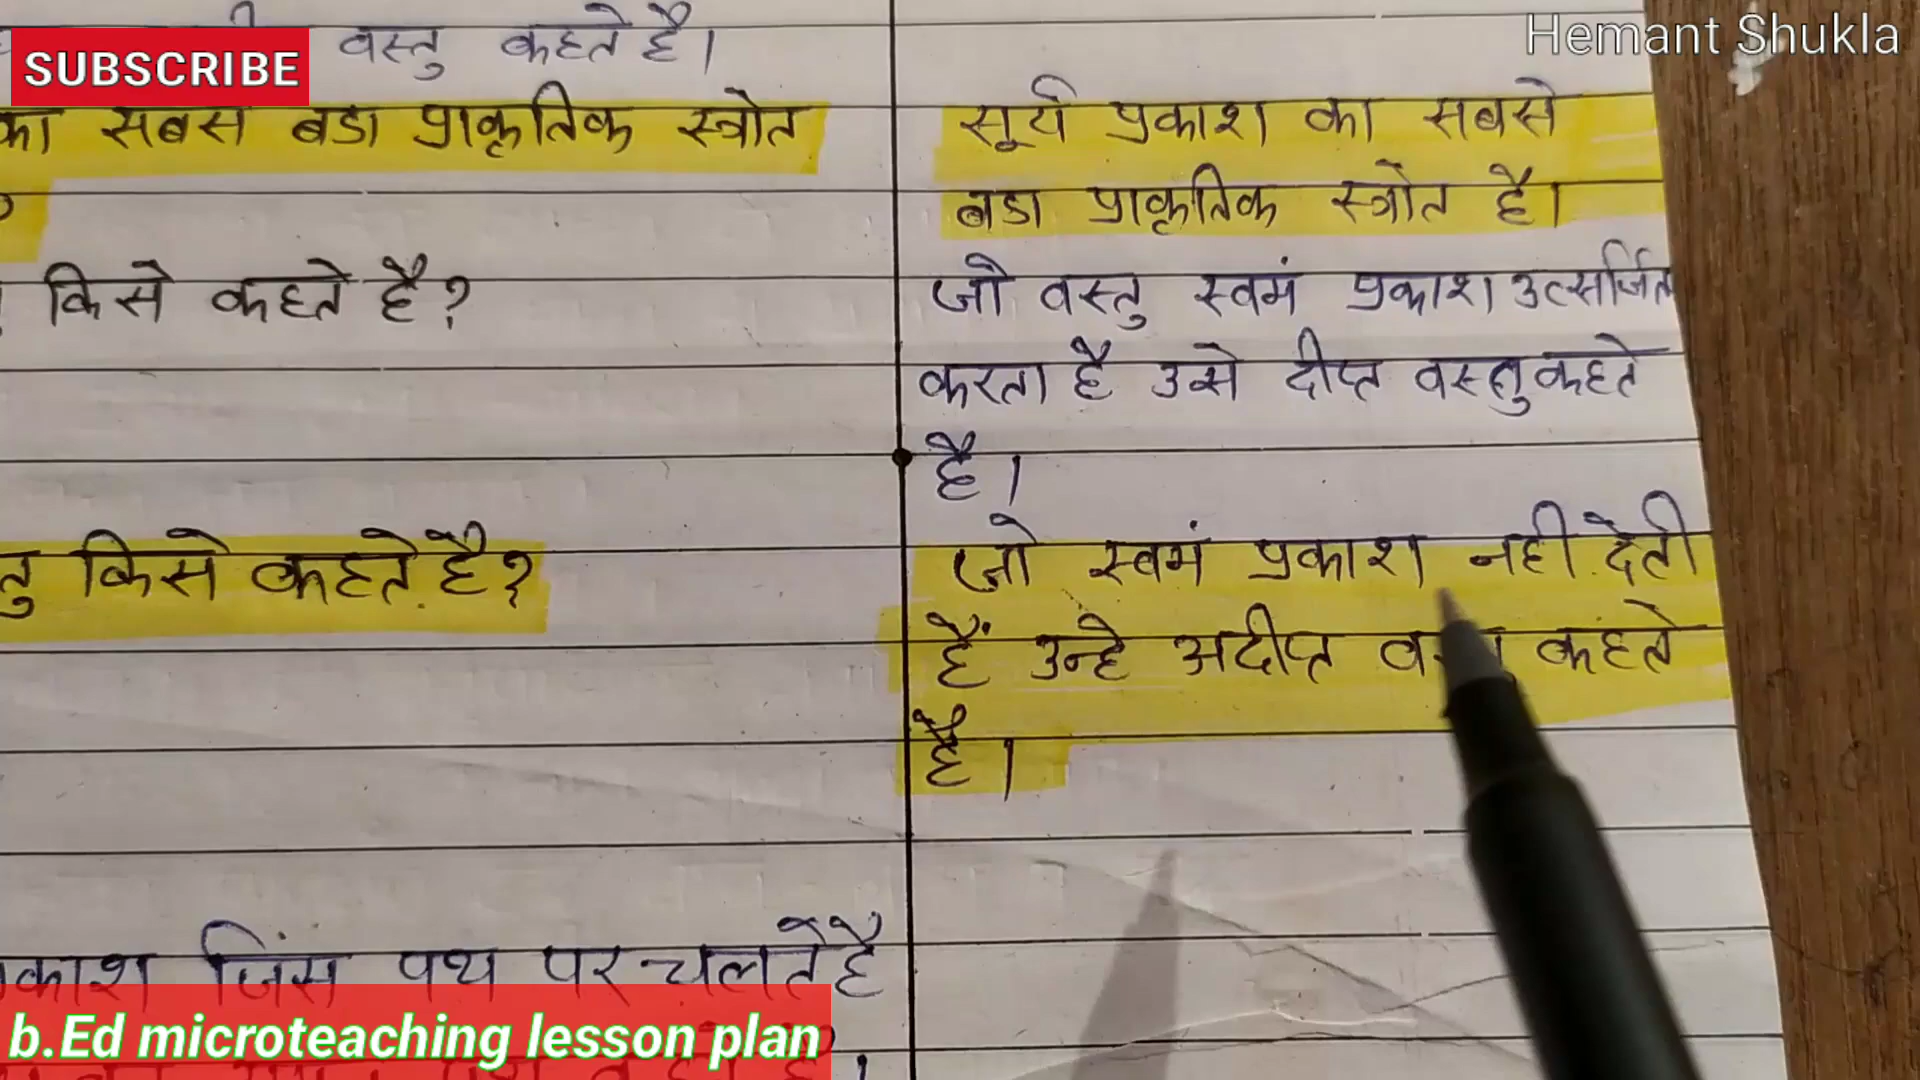 Hemant Shukla
SUBSCRIBE
वस्तु कहते है।
का सबसे बडा प्राकृतिक स्त्रोत
?
किसे कहते है?
तु किसे कहते है?
प्रकाश जिस पथ पर चलते है
सूर्य प्रकाश का सबसे
बडा प्राकृतिक स्त्रोत है।
जो वस्तु स्वमं प्रकाश उत्सर्जित
करता है उसे दीप्त वस्तु कहते
है।
जो स्वमं प्रकाश नही देती
हैं उन्हे अदीप्त कहते
है।
b.Ed microteaching lesson plan